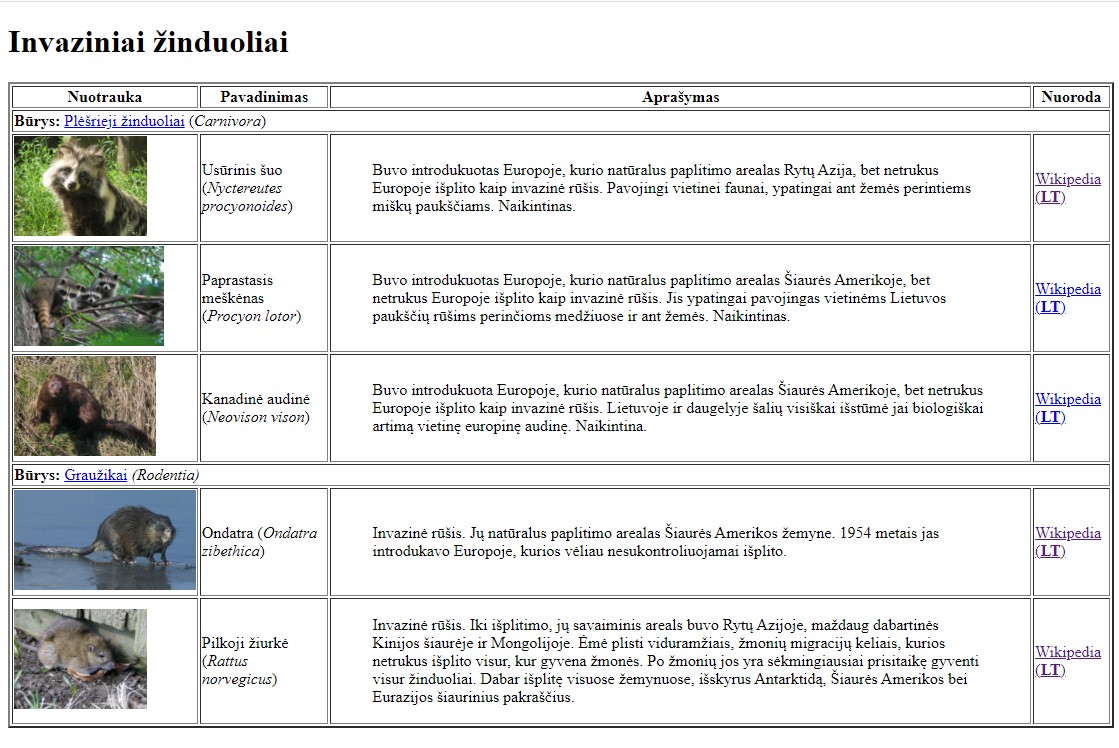 Invaziniai žinduoliai
Nuotrauka Pavadinimas Aprašymas Nuoroda
Būrys: Plėšrieji žinduoliai (Carnivora)
Usūrinis šuo
(Nyctereutes
procyonoides)
Buvo introdukuotas Europoje, kurio natūralus paplitimo arealas Rytų Azija, bet netrukus
Europoje išplito kaip invazinė rūšis. Pavojingi vietinei faunai, ypatingai ant žemės perintiems
miškų paukščiams. Naikintinas.
Wikipedia
(LT)
Paprastasis
meškėnas
(Procyon lotor)
Buvo introdukuotas Europoje, kurio natūralus paplitimo arealas Šiaurės Amerikoje, bet
netrukus Europoje išplito kaip invazinė rūšis. Jis ypatingai pavojingas vietinėms Lietuvos
paukščių rūšims perinčioms medžiuose ir ant žemės. Naikintinas.
Wikipedia
(LT)
Kanadinė audinė
(Neovison vison)
Buvo introdukuota Europoje, kurio natūralus paplitimo arealas Šiaurės Amerikoje, bet netrukus
Europoje išplito kaip invazinė rūšis. Lietuvoje ir daugelyje šalių visiškai išstūmė jai biologiškai
artimą vietinę europinę audinę. Naikintina.
Wikipedia
(LT)
Būrys: Graužikai (Rodentia)
Ondatra (Ondatra
zibethica)
Invazinė rūšis. Jų natūralus paplitimo arealas Šiaurės Amerikos žemyne. 1954 metais jas
introdukavo Europoje, kurios vėliau nesukontroliuojamai išplito.
Wikipedia
(LT)
Pilkoji žiurkė
(Rattus
norvegicus)
Invazinė rūšis. Iki išplitimo, jų savaiminis areals buvo Rytų Azijoje, maždaug dabartinės
Kinijos šiaurėje ir Mongolijoje. Ėmė plisti viduramžiais, žmonių migracijų keliais, kurios
netrukus išplito visur, kur gyvena žmonės. Po žmonių jos yra sėkmingiausiai prisitaikę gyventi
visur žinduoliai. Dabar išplitę visuose žemynuose, išskyrus Antarktidą, Šiaurės Amerikos bei
Eurazijos šiaurinius pakraščius.
Wikipedia
(LT)